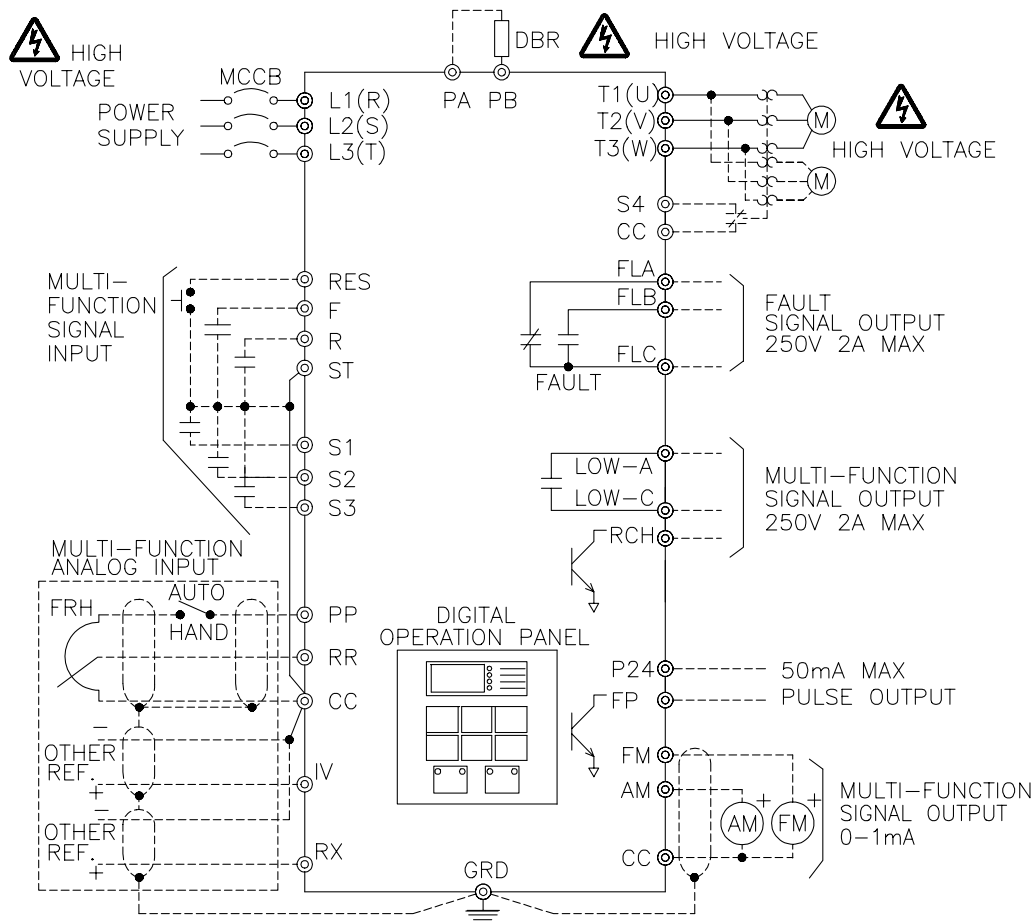 HIGH
VOLTAGE
DBR
HIGH VOLTAGE
MCCB
PA PB
POWER
SUPPLY
L1(R)
L2(S)
L3(T)
T1(U)
T2(V)
T3(W)
M
M
HIGH VOLTAGE
S4
CC
MULTI-
FUNCTION
SIGNAL
INPUT
RES
F
R
ST
S1
S2
S3
FLA
FLB
FLC
FAULT
FAULT
SIGNAL OUTPUT
250V 2A MAX
LOW-A
LOW-C
RCH
MULTI-FUNCTION
SIGNAL OUTPUT
250V 2A MAX
MULTI-FUNCTION
ANALOG INPUT
FRH
AUTO
HAND
PP
RR
CC
−
OTHER
REF.
+
IV
−
OTHER
REF.
+
RX
DIGITAL
OPERATION PANEL
P24
50mA MAX
FP
PULSE OUTPUT
FM
AM
CC
AM
+
FM
+
MULTI-FUNCTION
SIGNAL OUTPUT
0-1mA
GRD